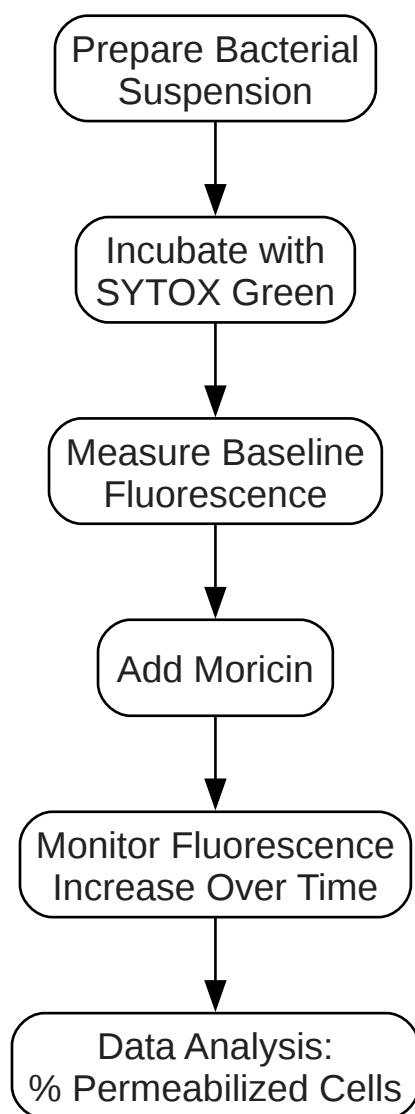 Prepare Bacterial
Suspension
Incubate with
SYTOX Green
Measure Baseline
Fluorescence
Add Moricin
Monitor Fluorescence
Increase Over Time
Data Analysis:
% Permeabilized Cells